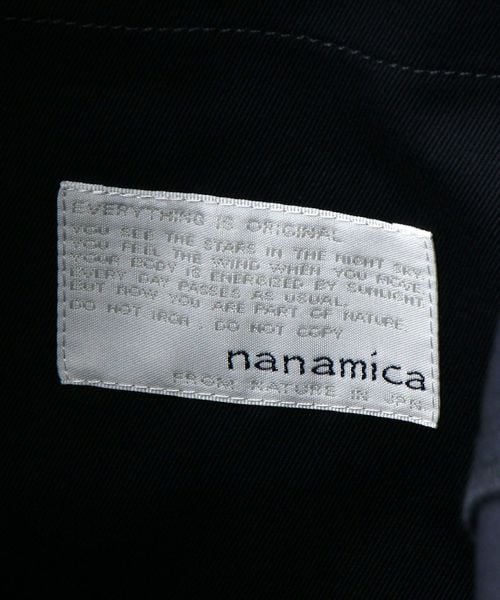 EVERYTHING IS ORIGINAL
YOU SEE THE STARS IN THE NIGHT SKY
YOU FEEL THE WIND WHEN YOU MOVE
YOUR BODY IS ENERGISED BY SUNLIGHT
EVERY DAY PASSES AS USUAL,
BUT NOW YOU ARE PART OF NATURE
DO NOT IRON . DO NOT COPY
nanamica
FROM NATURE IN JPN